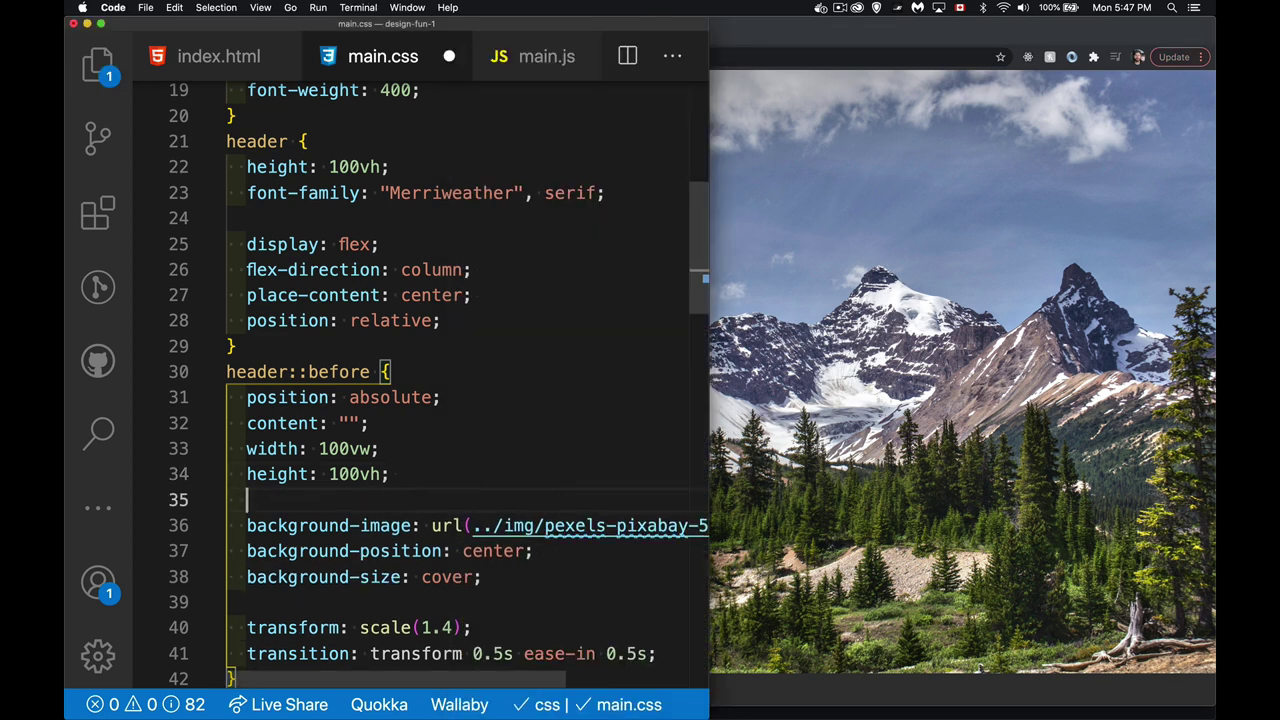 Code File Edit Selection View Go Run Terminal Window Help 100% Mon 5:47 PM
main.css — design-fun-1
index.html main.css JS main.js ···
Update
1
19 font-weight: 400;
20 }
21 header {
22 height: 100vh;
23 font-family: "Merriweather", serif;
24
25 display: flex;
26 flex-direction: column;
27 place-content: center;
28 position: relative;
29 }
30 header::before {
31 position: absolute;
32 content: "";
33 width: 100vw;
34 height: 100vh;
35
36 background-image: url(../img/pexels-pixabay-5
37 background-position: center;
38 background-size: cover;
39
40 transform: scale(1.4);
41 transition: transform 0.5s ease-in 0.5s;
42 }
1
0 0 82 Live Share Quokka Wallaby ✓ css | ✓ main.css